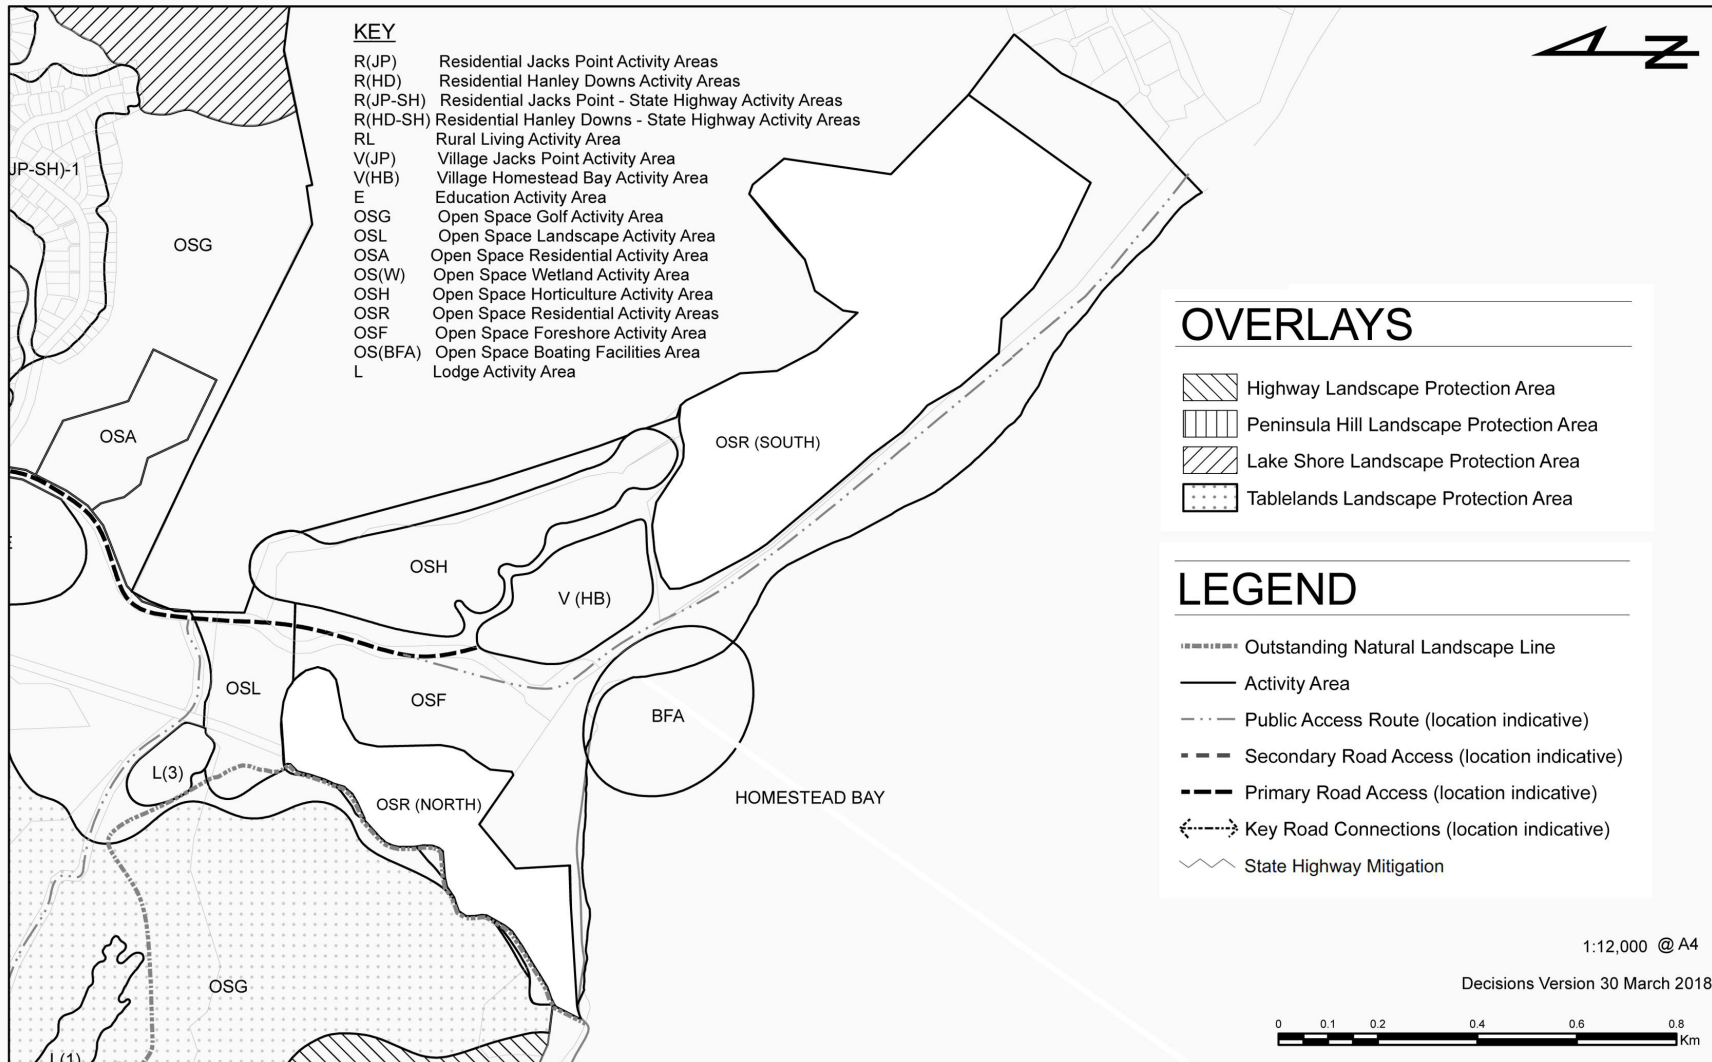 KEY
R(JP) Residential Jacks Point Activity Areas
R(HD) Residential Hanley Downs Activity Areas
R(JP-SH) Residential Jacks Point - State Highway Activity Areas
R(HD-SH) Residential Hanley Downs - State Highway Activity Areas
RL Rural Living Activity Area
V(JP) Village Jacks Point Activity Area
V(HB) Village Homestead Bay Activity Area
E Education Activity Area
OSG Open Space Golf Activity Area
OSL Open Space Landscape Activity Area
OSA Open Space Residential Activity Area
OS(W) Open Space Wetland Activity Area
OSH Open Space Horticulture Activity Area
OSR Open Space Residential Activity Areas
OSF Open Space Foreshore Activity Area
OS(BFA) Open Space Boating Facilities Area
L Lodge Activity Area
N
JP-SH)-1
OSG
OSA
OSR (SOUTH)
OSH
V (HB)
OSL
OSF
BFA
L(3)
OSR (NORTH)
HOMESTEAD BAY
OSG
L(1)
OVERLAYS
Highway Landscape Protection Area
Peninsula Hill Landscape Protection Area
Lake Shore Landscape Protection Area
Tablelands Landscape Protection Area
LEGEND
Outstanding Natural Landscape Line
Activity Area
Public Access Route (location indicative)
Secondary Road Access (location indicative)
Primary Road Access (location indicative)
Key Road Connections (location indicative)
State Highway Mitigation
1:12,000 @ A4
Decisions Version 30 March 2018
0 0.1 0.2 0.4 0.6 0.8
Km